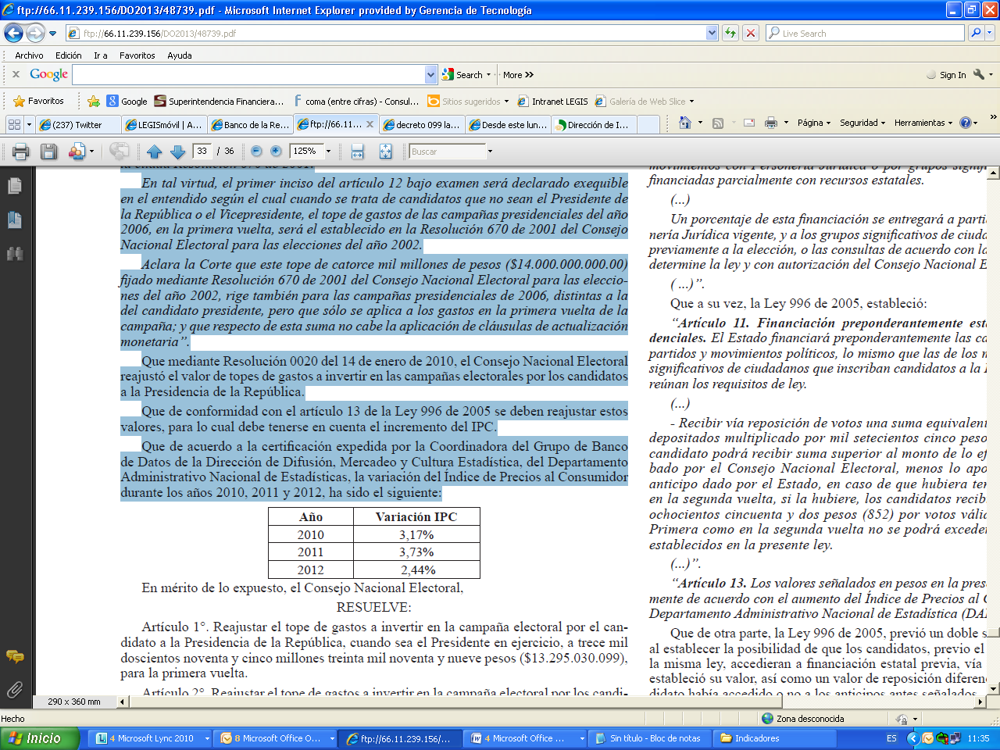 ftp://66.11.239.156/DO2013/48739.pdf - Microsoft Internet Explorer provided by Gerencia de Tecnología
ftp://66.11.239.156/DO2013/48739.pdf
Live Search
Archivo Edición Ir a Favoritos Ayuda
x Google Search More »
Sign In
Favoritos Google Superintendencia Financiera... coma (entre cifras) - Consul... Sitios sugeridos Intranet LEGIS Galería de Web Slice
(237) Twitter LEGISmóvil | A... Banco de la Re... ftp://66.11.... decreto 099 la... Desde este lun... Dirección de I... Página Seguridad Herramientas »
33 / 36 125% Buscar
la citada Resolución 670 de 2001.
En tal virtud, el primer inciso del artículo 12 bajo examen será declarado exequible
en el entendido según el cual cuando se trata de candidatos que no sean el Presidente de
la República o el Vicepresidente, el tope de gastos de las campañas presidenciales del año
2006, en la primera vuelta, será el establecido en la Resolución 670 de 2001 del Consejo
Nacional Electoral para las elecciones del año 2002.
Aclara la Corte que este tope de catorce mil millones de pesos ($14.000.000.000.00)
fijado mediante Resolución 670 de 2001 del Consejo Nacional Electoral para las eleccio-
nes del año 2002, rige también para las campañas presidenciales de 2006, distintas a la
del candidato presidente, pero que sólo se aplica a los gastos en la primera vuelta de la
campaña; y que respecto de esta suma no cabe la aplicación de cláusulas de actualización
monetaria”.
Que mediante Resolución 0020 del 14 de enero de 2010, el Consejo Nacional Electoral
reajustó el valor de topes de gastos a invertir en las campañas electorales por los candidatos
a la Presidencia de la República.
Que de conformidad con el artículo 13 de la Ley 996 de 2005 se deben reajustar estos
valores, para lo cual debe tenerse en cuenta el incremento del IPC.
Que de acuerdo a la certificación expedida por la Coordinadora del Grupo de Banco
de Datos de la Dirección de Difusión, Mercadeo y Cultura Estadística, del Departamento
Administrativo Nacional de Estadísticas, la variación del Índice de Precios al Consumidor
durante los años 2010, 2011 y 2012, ha sido el siguiente:
Año Variación IPC
2010 3,17%
2011 3,73%
2012 2,44%
En mérito de lo expuesto, el Consejo Nacional Electoral,
RESUELVE:
Artículo 1°. Reajustar el tope de gastos a invertir en la campaña electoral por el can-
didato a la Presidencia de la República, cuando sea el Presidente en ejercicio, a trece mil
doscientos noventa y cinco millones treinta mil noventa y nueve pesos ($13.295.030.099),
para la primera vuelta.
Artículo 2°. Reajustar el tope de gastos a invertir en la campaña electoral por los candi-
movimientos con Personería Jurídica o por grupos signifi
financiadas parcialmente con recursos estatales.
(...)
Un porcentaje de esta financiación se entregará a parti
nería Jurídica vigente, y a los grupos significativos de ciuda
previamente a la elección, o las consultas de acuerdo con la
determine la ley y con autorización del Consejo Nacional E
( ...)”.
Que a su vez, la Ley 996 de 2005, estableció:
“Artículo 11. Financiación preponderantemente est
denciales. El Estado financiará preponderantemente las ca
partidos y movimientos políticos, lo mismo que las de los m
significativos de ciudadanos que inscriban candidatos a la
reúnan los requisitos de ley.
(...)
- Recibir vía reposición de votos una suma equivalent
depositados multiplicado por mil setecientos cinco peso
candidato podrá recibir suma superior al monto de lo ef
bado por el Consejo Nacional Electoral, menos lo apo
anticipo dado por el Estado, en caso de que hubiera ten
en la segunda vuelta, si la hubiere, los candidatos recib
ochocientos cincuenta y dos pesos (852) por votos váli
Primera como en la segunda vuelta no se podrá exceder
establecidos en la presente ley.
(...)”.
“Artículo 13. Los valores señalados en pesos en la pres
mente de acuerdo con el aumento del Índice de Precios al C
Departamento Administrativo Nacional de Estadística (DA
Que de otra parte, la Ley 996 de 2005, previó un doble s
al establecer la posibilidad de que los candidatos, previo el
la misma ley, accedieran a financiación estatal previa, vía
estableció su valor, así como un valor de reposición diferen
didato había accedido o no a los anticipos antes señalados
290 x 360 mm
Hecho Zona desconocida
Inicio 4 Microsoft Lync 2010 8 Microsoft Office O... ftp://66.11.239.156/... 4 Microsoft Office ... Sin título - Bloc de notas Indicadores ES 11:35